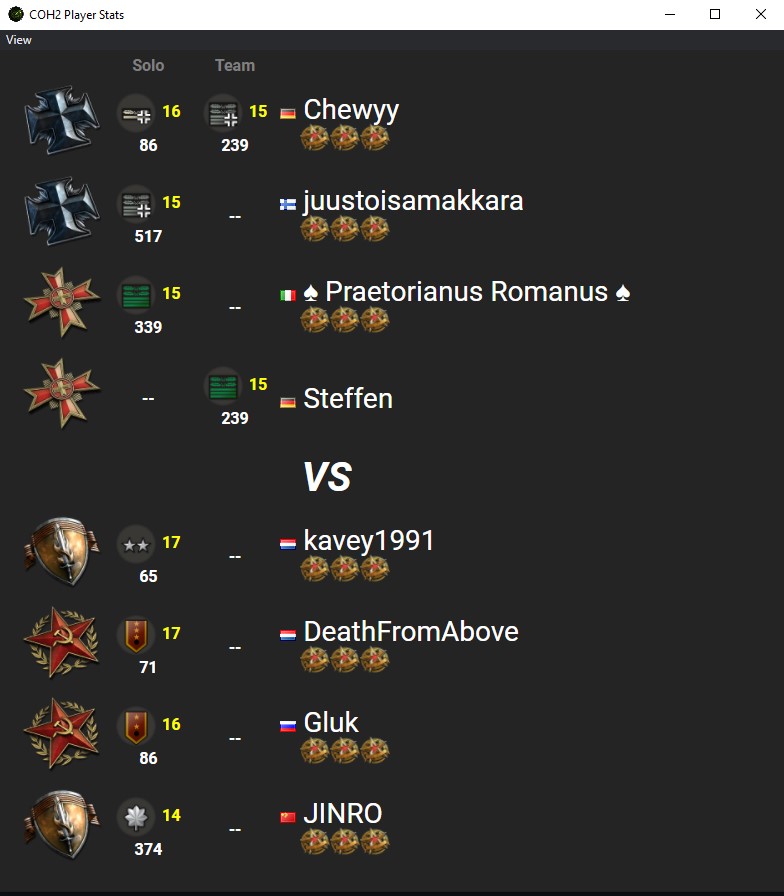 COH2 Player Stats
View
Solo Team
16 15 Chewyy
86 239
15 juustoisamakkara
517 --
15 ♠ Praetorianus Romanus ♠
339 --
-- 15 Steffen
239
VS
17 kavey1991
65 --
17 DeathFromAbove
71 --
16 Gluk
86 --
14 JINRO
374 --